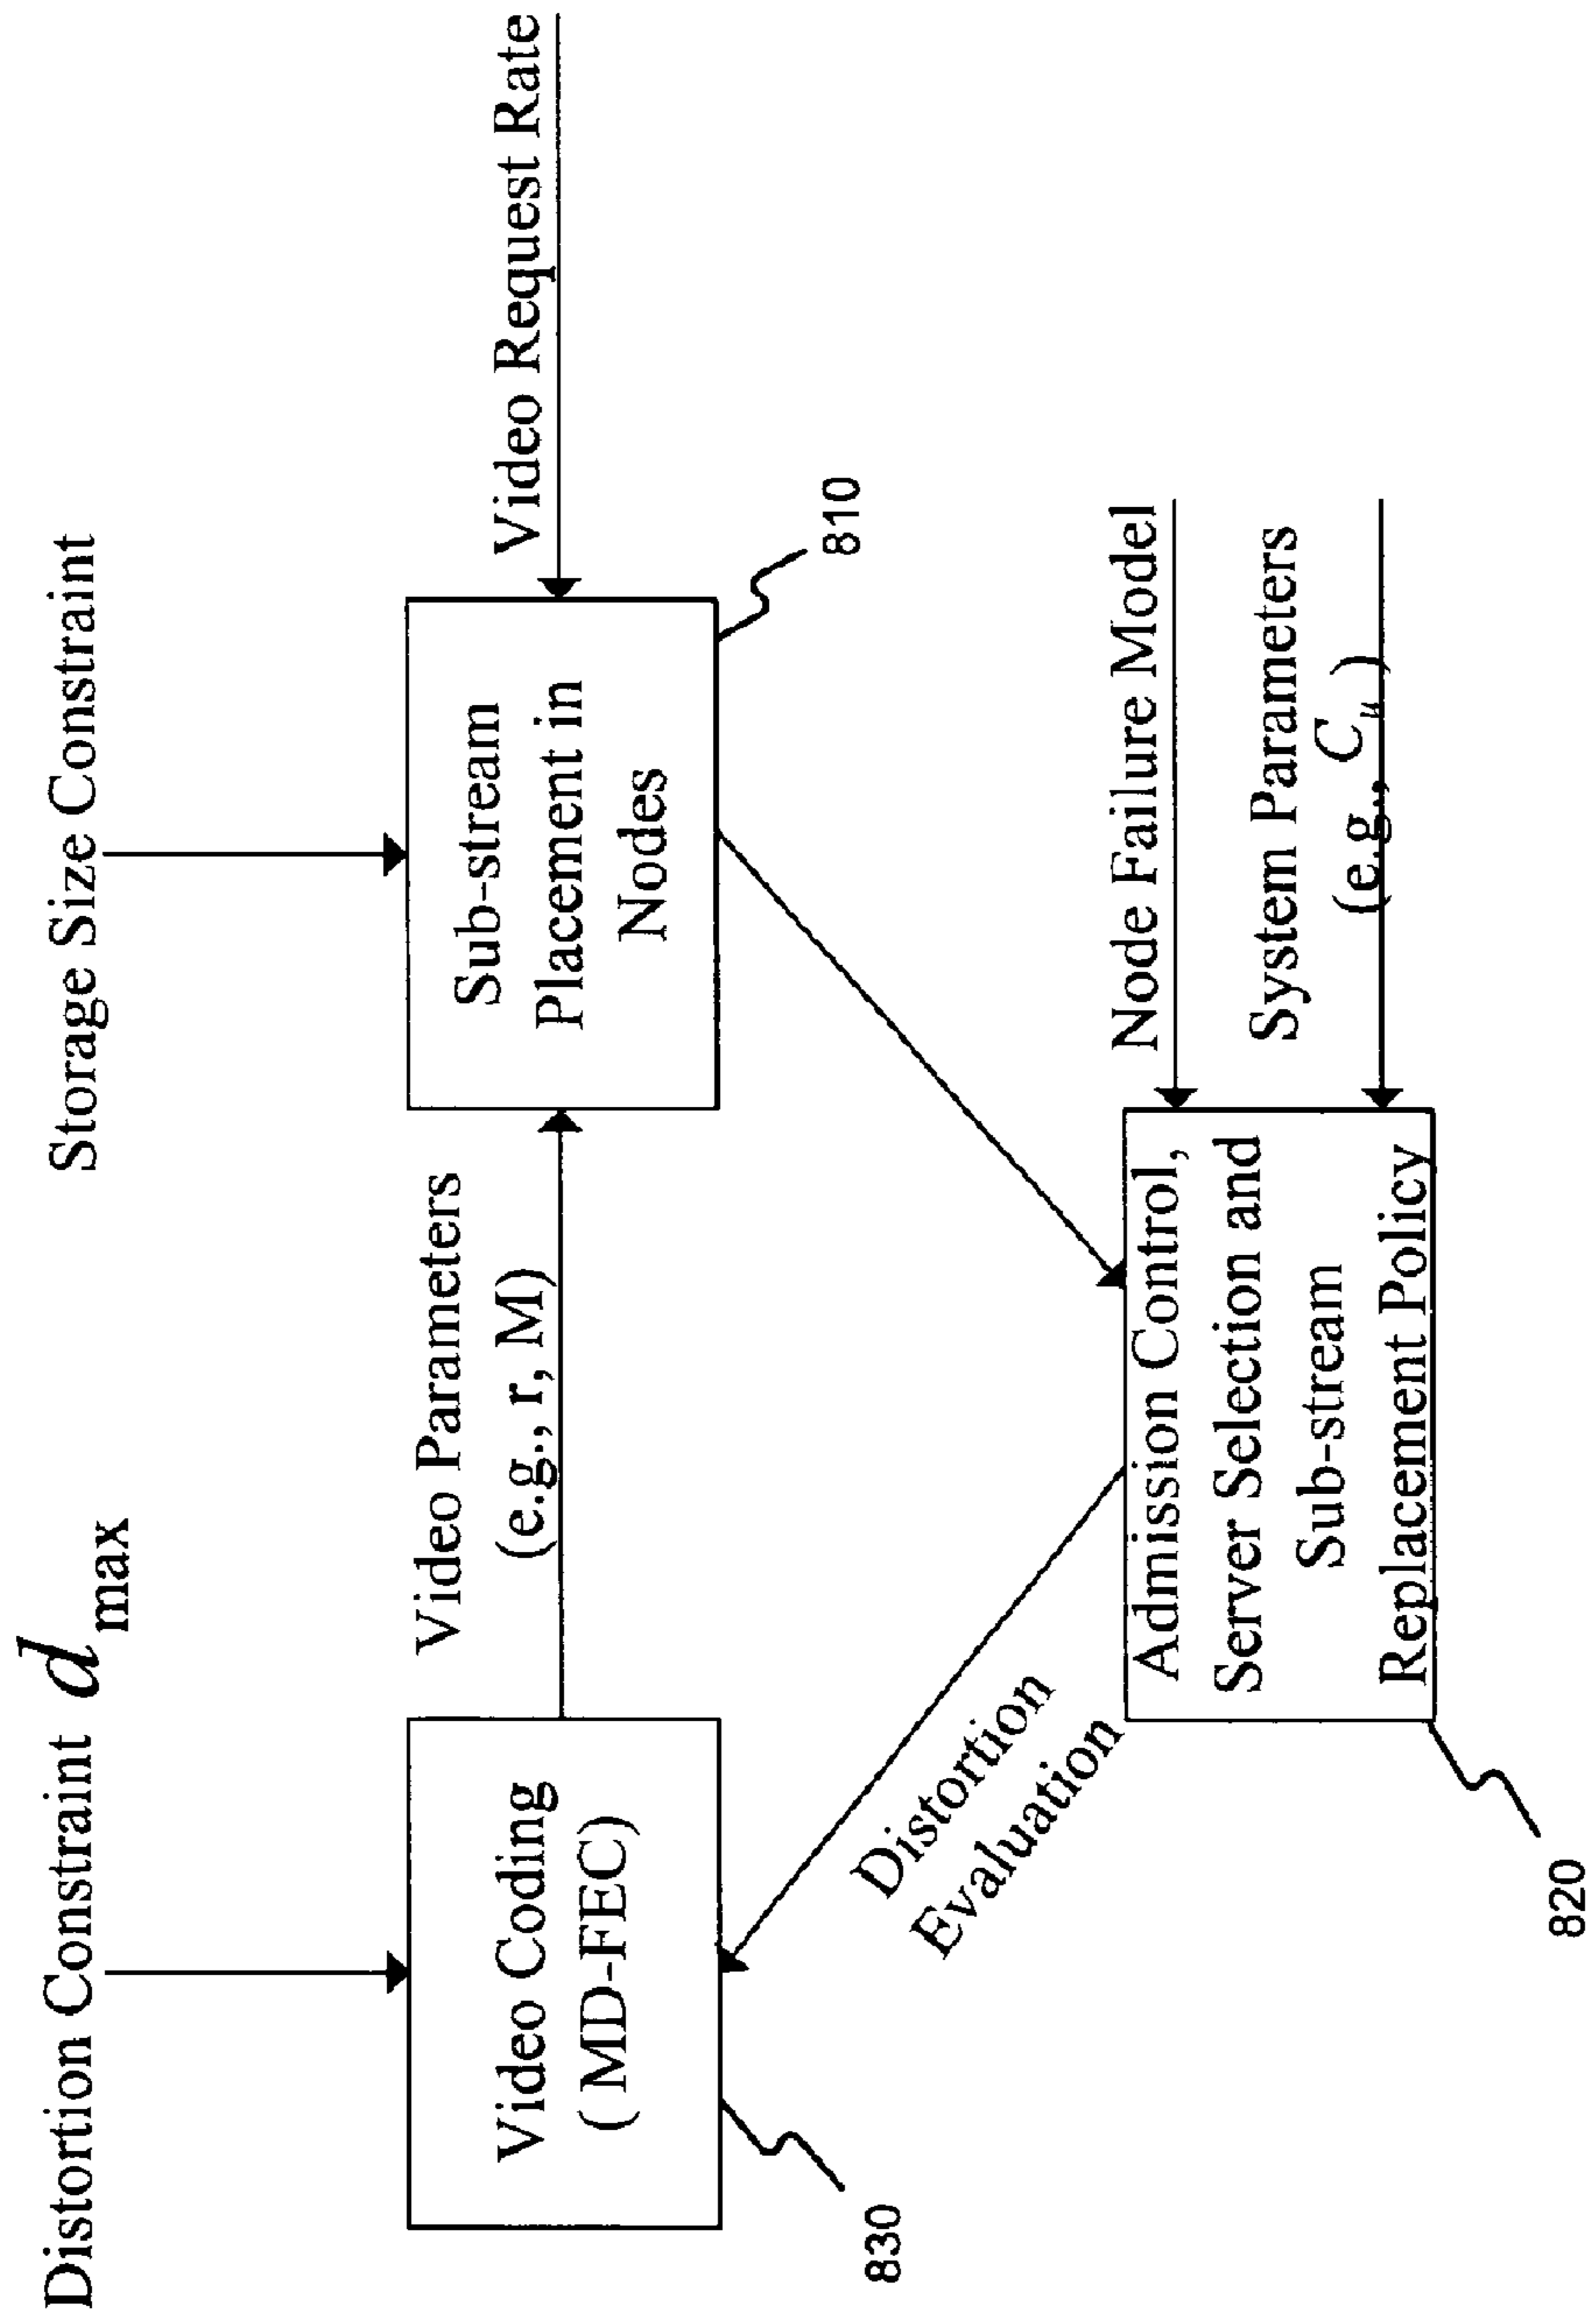 Distortion Constraint d max
Storage Size Constraint
Video Coding
( MD-FEC)
Video Parameters
(e.g., r, M)
Sub-stream
Placement in
Nodes
Video Request Rate
830
810
Distortion
Evaluation
Admission Control,
Server Selection and
Sub-stream
Replacement Policy
Node Failure Model
System Parameters
(e.g., C u )
820